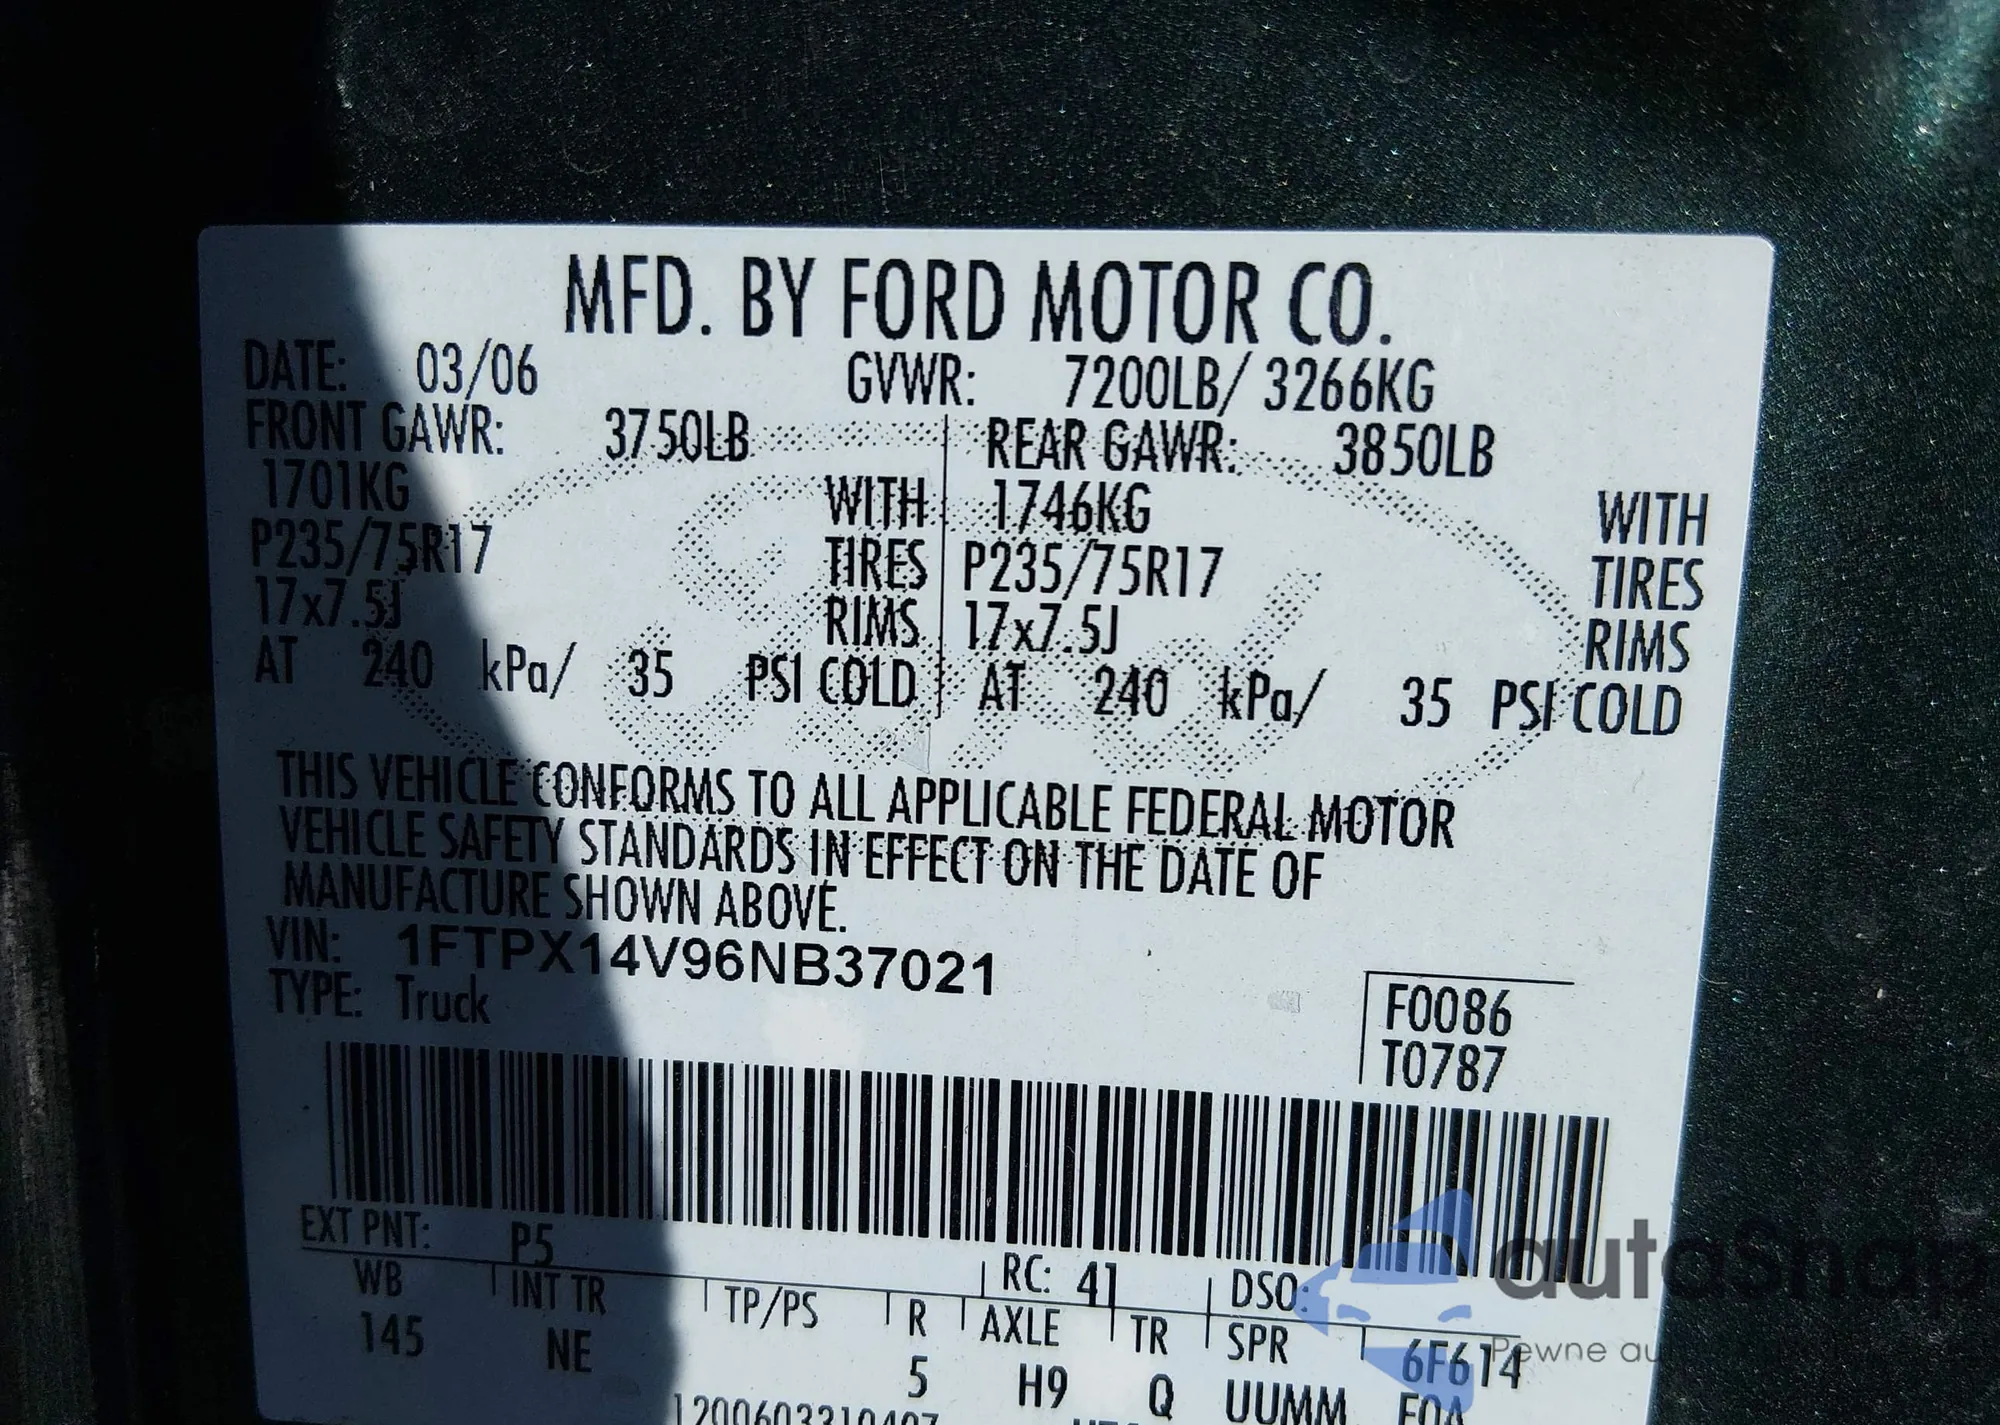 MFD. BY FORD MOTOR CO.
DATE: 03/06 GVWR: 7200LB/ 3266KG
FRONT GAWR: 3750LB REAR GAWR: 3850LB
1701KG WITH 1746KG WITH
P235/75R17 TIRES P235/75R17 TIRES
17x7.5J RIMS 17x7.5J RIMS
AT 240 kPa/ 35 PSI COLD AT 240 kPa/ 35 PSI COLD
THIS VEHICLE CONFORMS TO ALL APPLICABLE FEDERAL MOTOR
VEHICLE SAFETY STANDARDS IN EFFECT ON THE DATE OF
MANUFACTURE SHOWN ABOVE.
VIN: 1FTPX14V96NB37021
TYPE: Truck
F0086
T0787
EXT PNT: P5 RC: 41 DSO:
WB INT TR TP/PS R AXLE TR SPR 6F614
145 NE 5 H9 Q UUMM F0A
autoSnap
Pewne